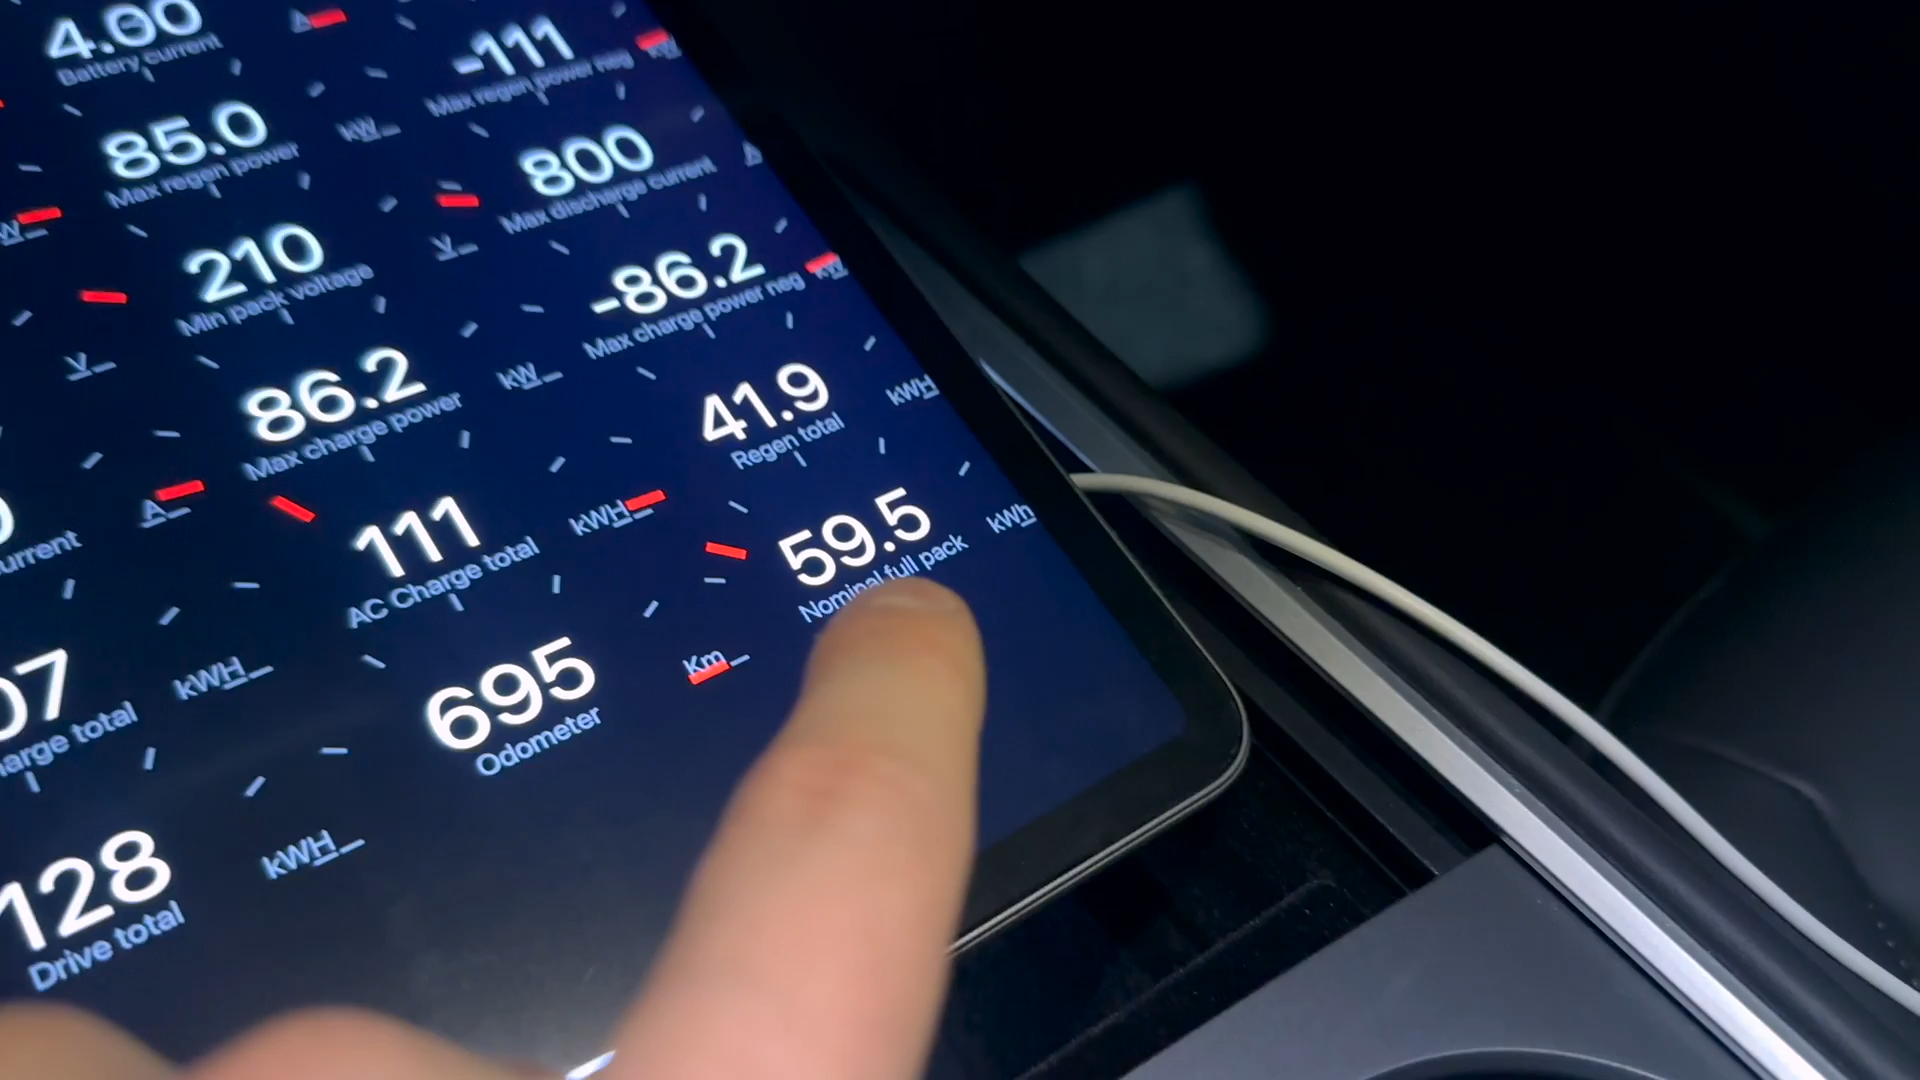 4.00
A
Battery current
-111
kW
Max regen power neg
85.0
kW
Max regen power
800
A
Max discharge current
W
210
V
Min pack voltage
-86.2
kW
Max charge power neg
V
86.2
kW
Max charge power
41.9
kWH
Regen total
A
urrent
111
kWH
AC Charge total
59.5
kWh
Nominal full pack
07
kWH
arge total
695
Km
Odometer
128
kWH
Drive total